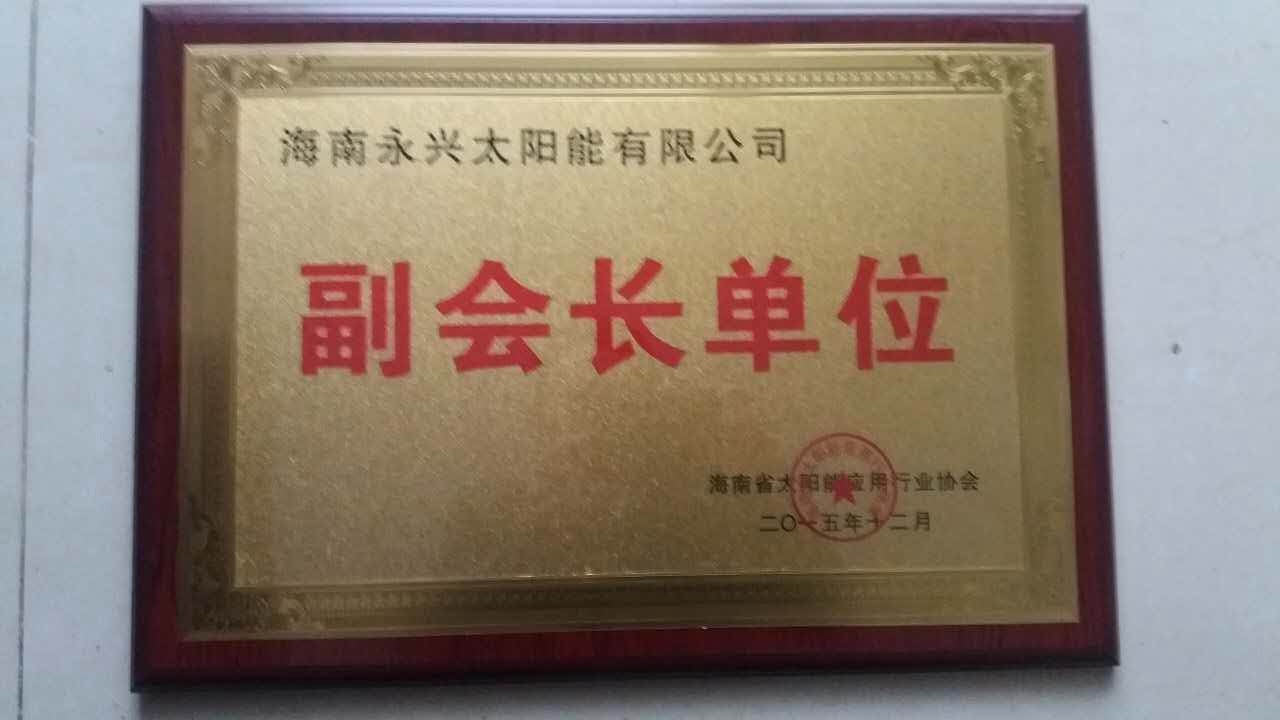 海南永兴太阳能有限公司
副会长单位
海南省太阳能应用行业协会
二〇一五年十二月